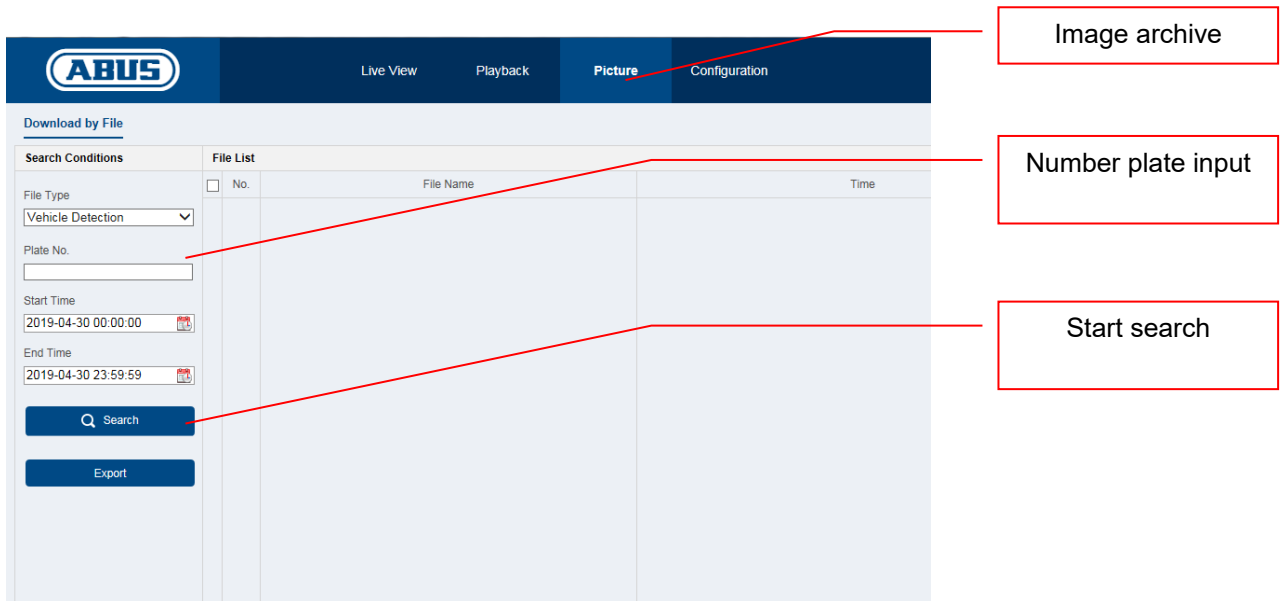 Image archive
ABUS
Live View Playback Picture Configuration
Download by File
Search Conditions File List
Number plate input
No. File Name Time
File Type
Vehicle Detection
Plate No.
Start Time
2019-04-30 00:00:00
Start search
End Time
2019-04-30 23:59:59
Search
Export